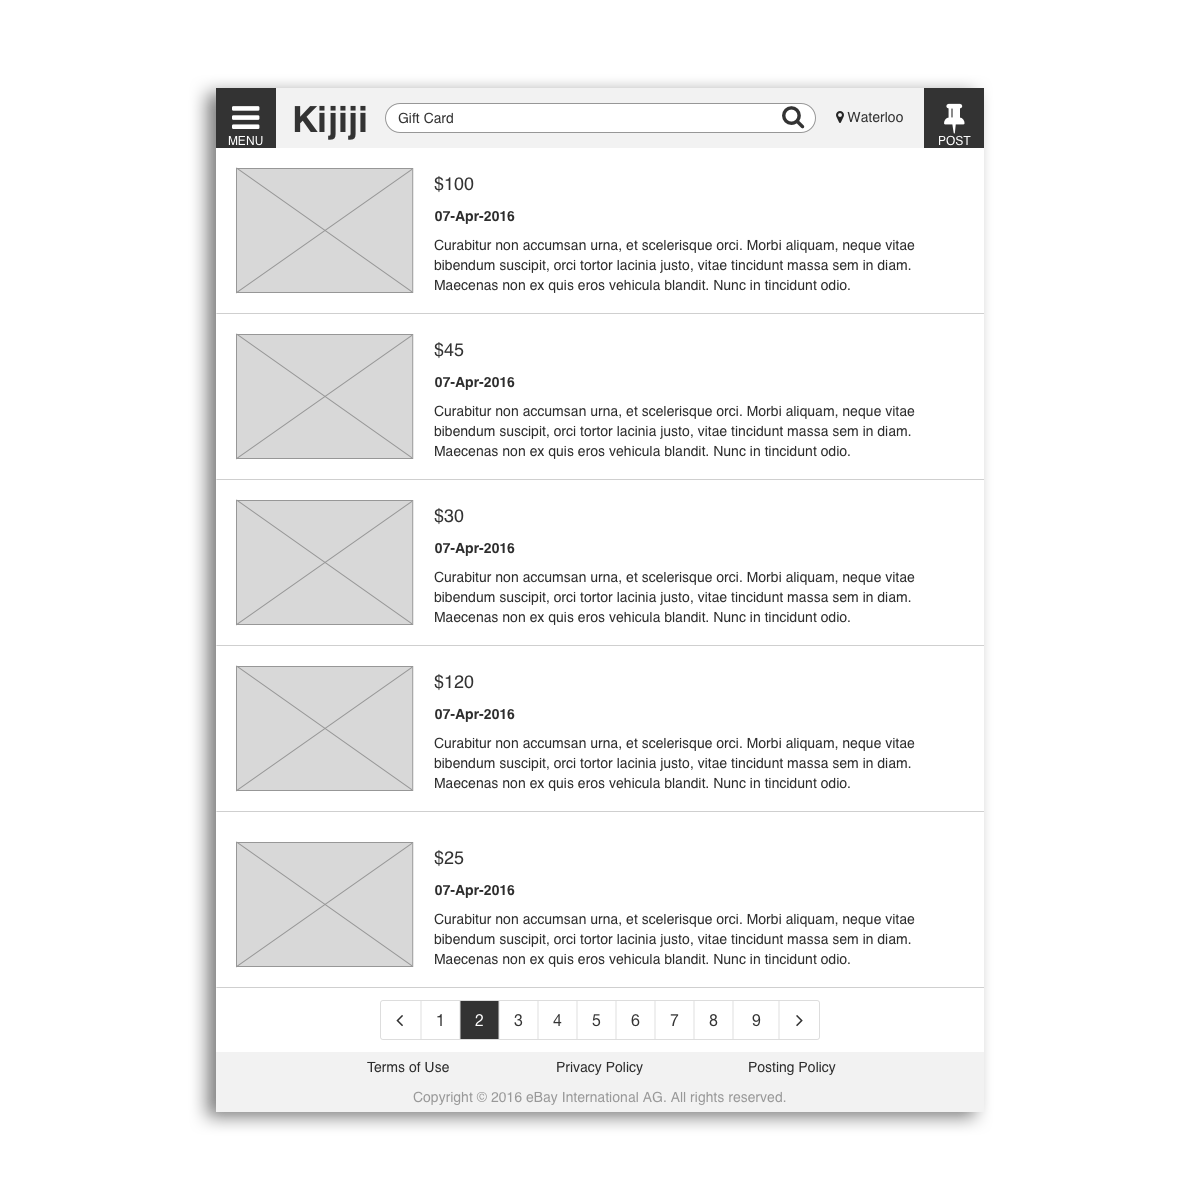 MENU
Kijiji
Gift Card
Waterloo
POST
$100
07-Apr-2016
Curabitur non accumsan urna, et scelerisque orci. Morbi aliquam, neque vitae
bibendum suscipit, orci tortor lacinia justo, vitae tincidunt massa sem in diam.
Maecenas non ex quis eros vehicula blandit. Nunc in tincidunt odio.
$45
07-Apr-2016
Curabitur non accumsan urna, et scelerisque orci. Morbi aliquam, neque vitae
bibendum suscipit, orci tortor lacinia justo, vitae tincidunt massa sem in diam.
Maecenas non ex quis eros vehicula blandit. Nunc in tincidunt odio.
$30
07-Apr-2016
Curabitur non accumsan urna, et scelerisque orci. Morbi aliquam, neque vitae
bibendum suscipit, orci tortor lacinia justo, vitae tincidunt massa sem in diam.
Maecenas non ex quis eros vehicula blandit. Nunc in tincidunt odio.
$120
07-Apr-2016
Curabitur non accumsan urna, et scelerisque orci. Morbi aliquam, neque vitae
bibendum suscipit, orci tortor lacinia justo, vitae tincidunt massa sem in diam.
Maecenas non ex quis eros vehicula blandit. Nunc in tincidunt odio.
$25
07-Apr-2016
Curabitur non accumsan urna, et scelerisque orci. Morbi aliquam, neque vitae
bibendum suscipit, orci tortor lacinia justo, vitae tincidunt massa sem in diam.
Maecenas non ex quis eros vehicula blandit. Nunc in tincidunt odio.
1 2 3 4 5 6 7 8 9
Terms of Use Privacy Policy Posting Policy
Copyright © 2016 eBay International AG. All rights reserved.